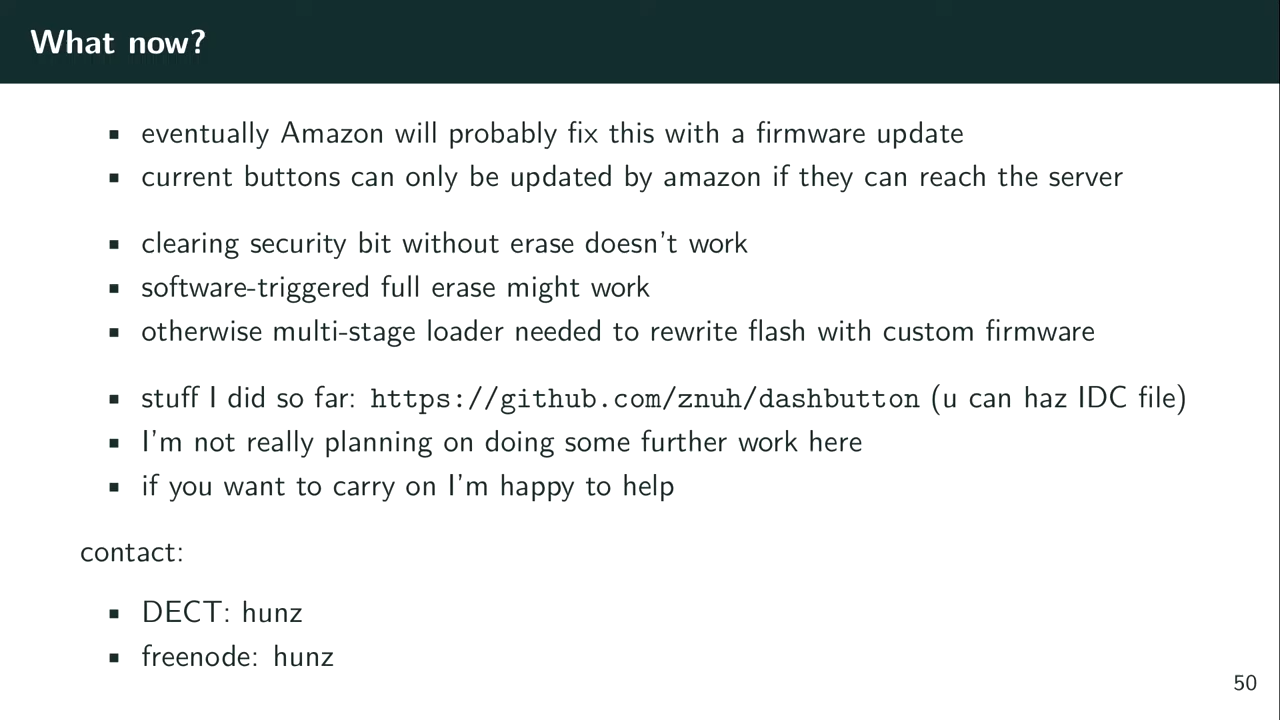 What now?
▪ eventually Amazon will probably fix this with a firmware update
▪ current buttons can only be updated by amazon if they can reach the server
▪ clearing security bit without erase doesn't work
▪ software-triggered full erase might work
▪ otherwise multi-stage loader needed to rewrite flash with custom firmware
▪ stuff I did so far: https://github.com/znuh/dashbutton (u can haz IDC file)
▪ I'm not really planning on doing some further work here
▪ if you want to carry on I'm happy to help
contact:
▪ DECT: hunz
▪ freenode: hunz
50